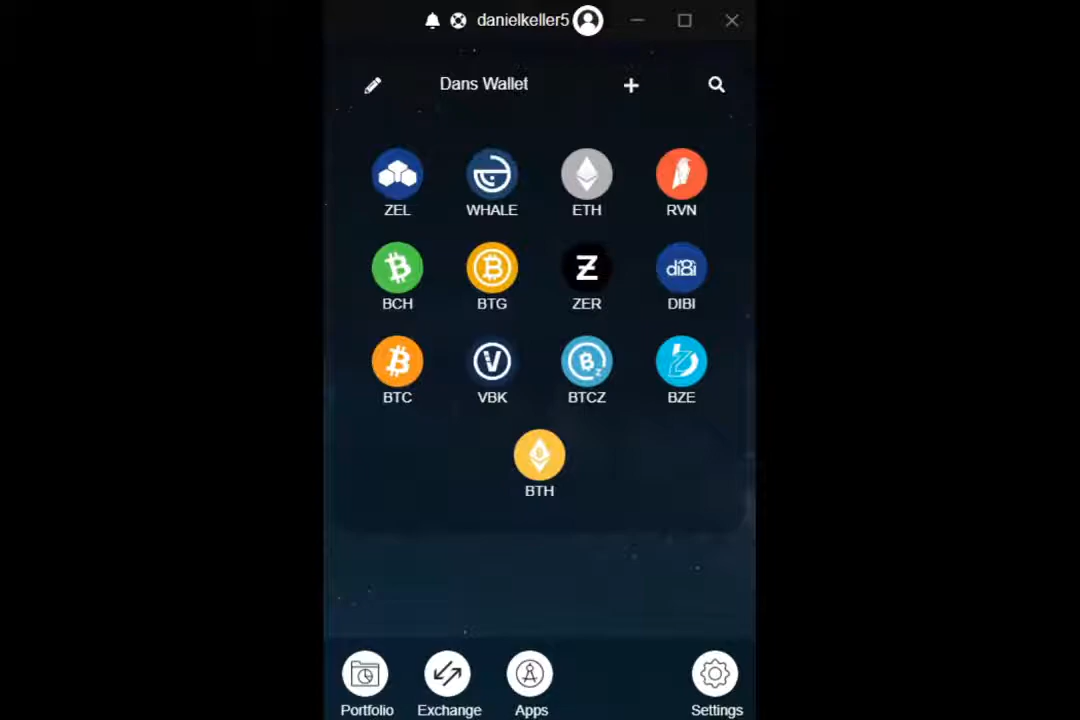 danielkeller5
Dans Wallet
ZEL WHALE ETH RVN
di8i
BCH BTG ZER DIBI
BTC VBK BTCZ BZE
BTH
Portfolio Exchange Apps Settings